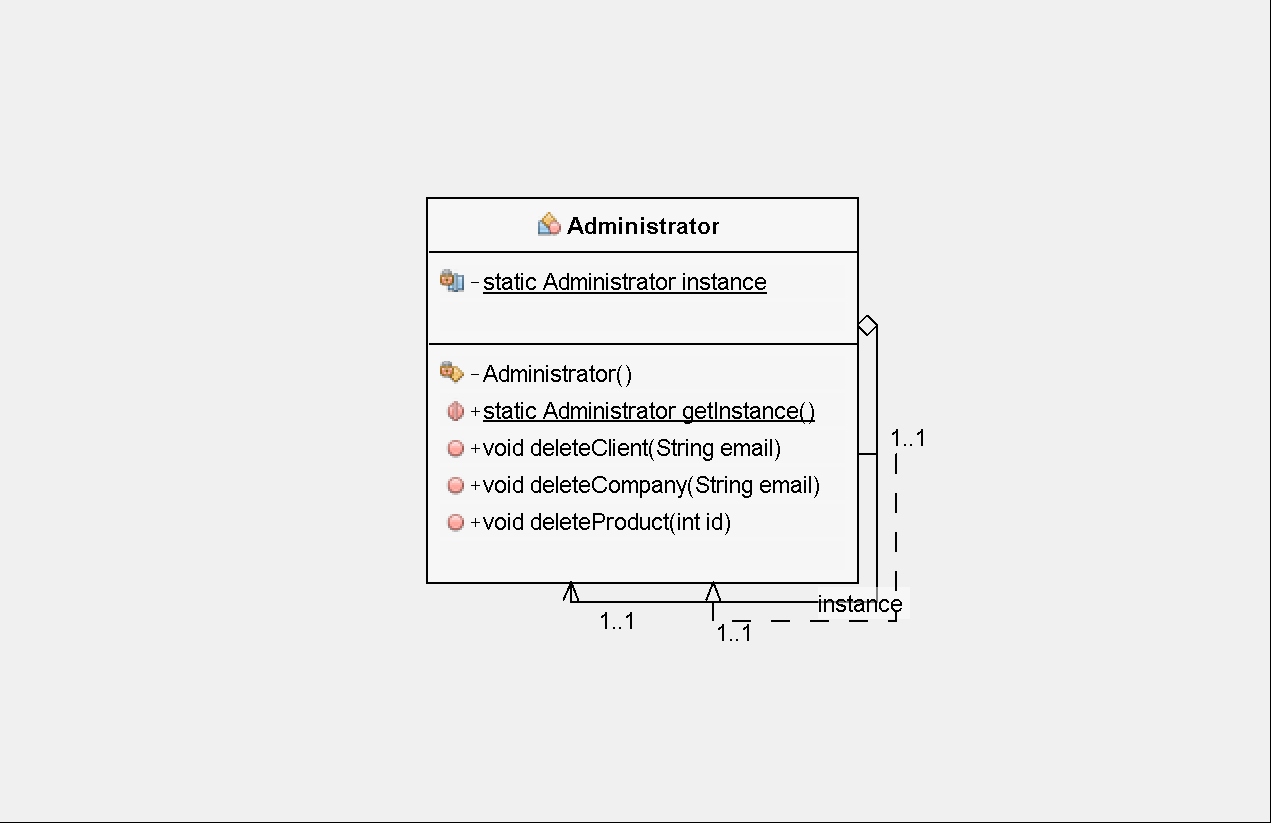 Administrator
-static Administrator instance
-Administrator()
+static Administrator getInstance()
+void deleteClient(String email)
+void deleteCompany(String email)
+void deleteProduct(int id)
1..1
instance
1..1
1..1